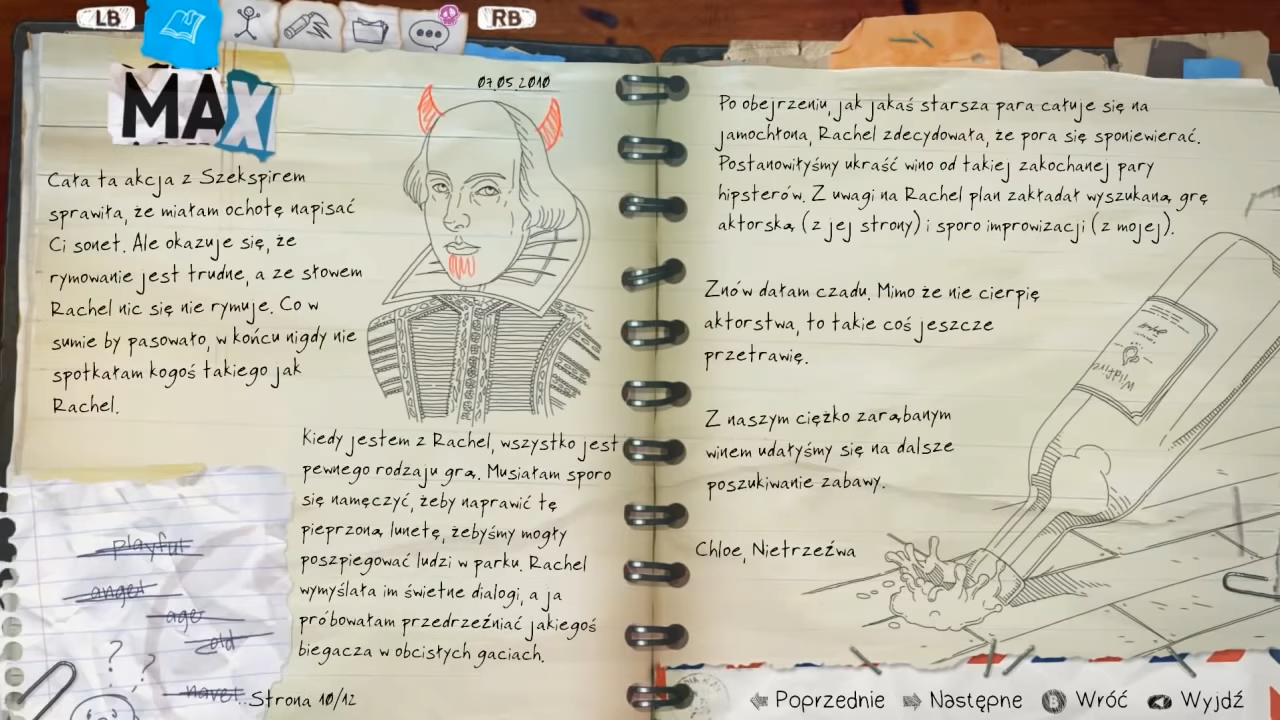 LB
RB
MAX
07.05.2010
Cała ta akcja z Szekspirem
sprawiła, że miałam ochotę napisać
Ci sonet. Ale okazuje się, że
rymowanie jest trudne, a ze słowem
Rachel nic się nie rymuje. Co w
sumie by pasowało, w końcu nigdy nie
spotkałam kogoś takiego jak
Rachel.
Kiedy jestem z Rachel, wszystko jest
pewnego rodzaju grą. Musiałam sporo
się namęczyć, żeby naprawić tę
pieprzoną lunetę, żebyśmy mogły
poszpiegować ludzi w parku. Rachel
wymyślała im świetne dialogi, a ja
próbowałam przedrzeźniać jakiegoś
biegacza w obcisłych gaciach.
playful
angel
age
old
? ?
navel
Strona 10/12
Po obejrzeniu, jak jakaś starsza para całuje się na
jamochłona, Rachel zdecydowała, że pora się sponiewierać.
Postanowiłyśmy ukraść wino od takiej zakochanej pary
hipsterów. Z uwagi na Rachel plan zakładał wyszukaną grę
aktorską (z jej strony) i sporo improwizacji (z mojej).
Znów dałam czadu. Mimo że nie cierpię
aktorstwa, to takie coś jeszcze
przetrawię.
Z naszym ciężko zarąbanym
winem udałyśmy się na dalsze
poszukiwanie zabawy.
Chloe, Nietrzeźwa
Poprzednie Następne B Wróć Wyjdź